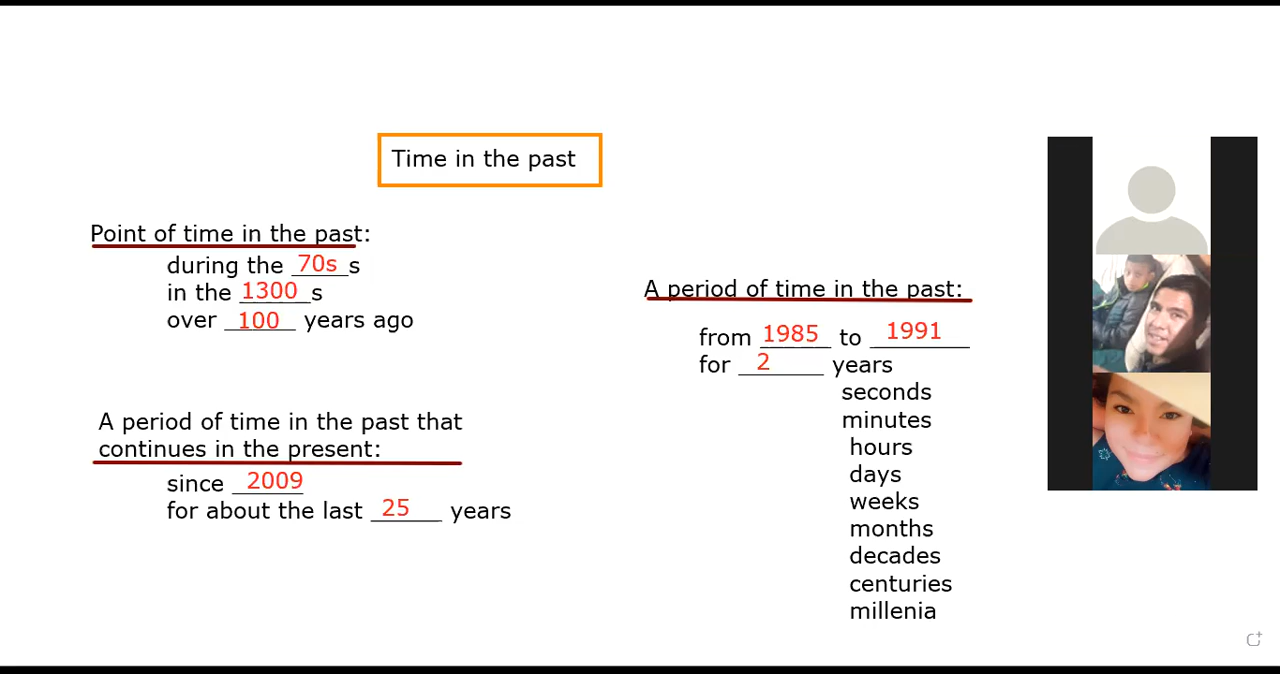 Time in the past
Point of time in the past:
during the 70s s
in the 1300 s
over 100 years ago
A period of time in the past that
continues in the present:
since 2009
for about the last 25 years
A period of time in the past:
from 1985 to 1991
for 2 years
seconds
minutes
hours
days
weeks
months
decades
centuries
millenia